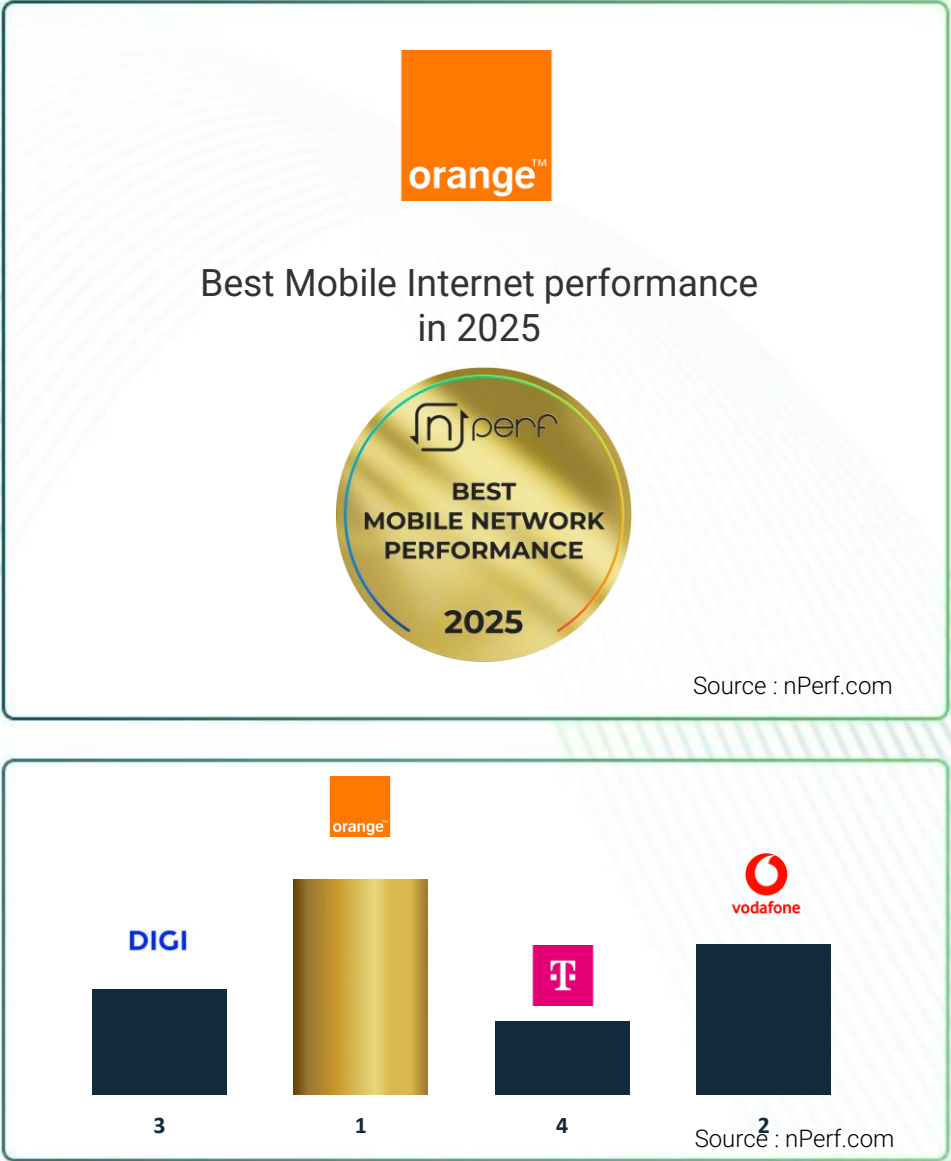 orange™
Best Mobile Internet performance
in 2025
nperf
BEST
MOBILE NETWORK
PERFORMANCE
2025
Source : nPerf.com
orange™
vodafone
DIGI
T
3
1
4
2
Source : nPerf.com